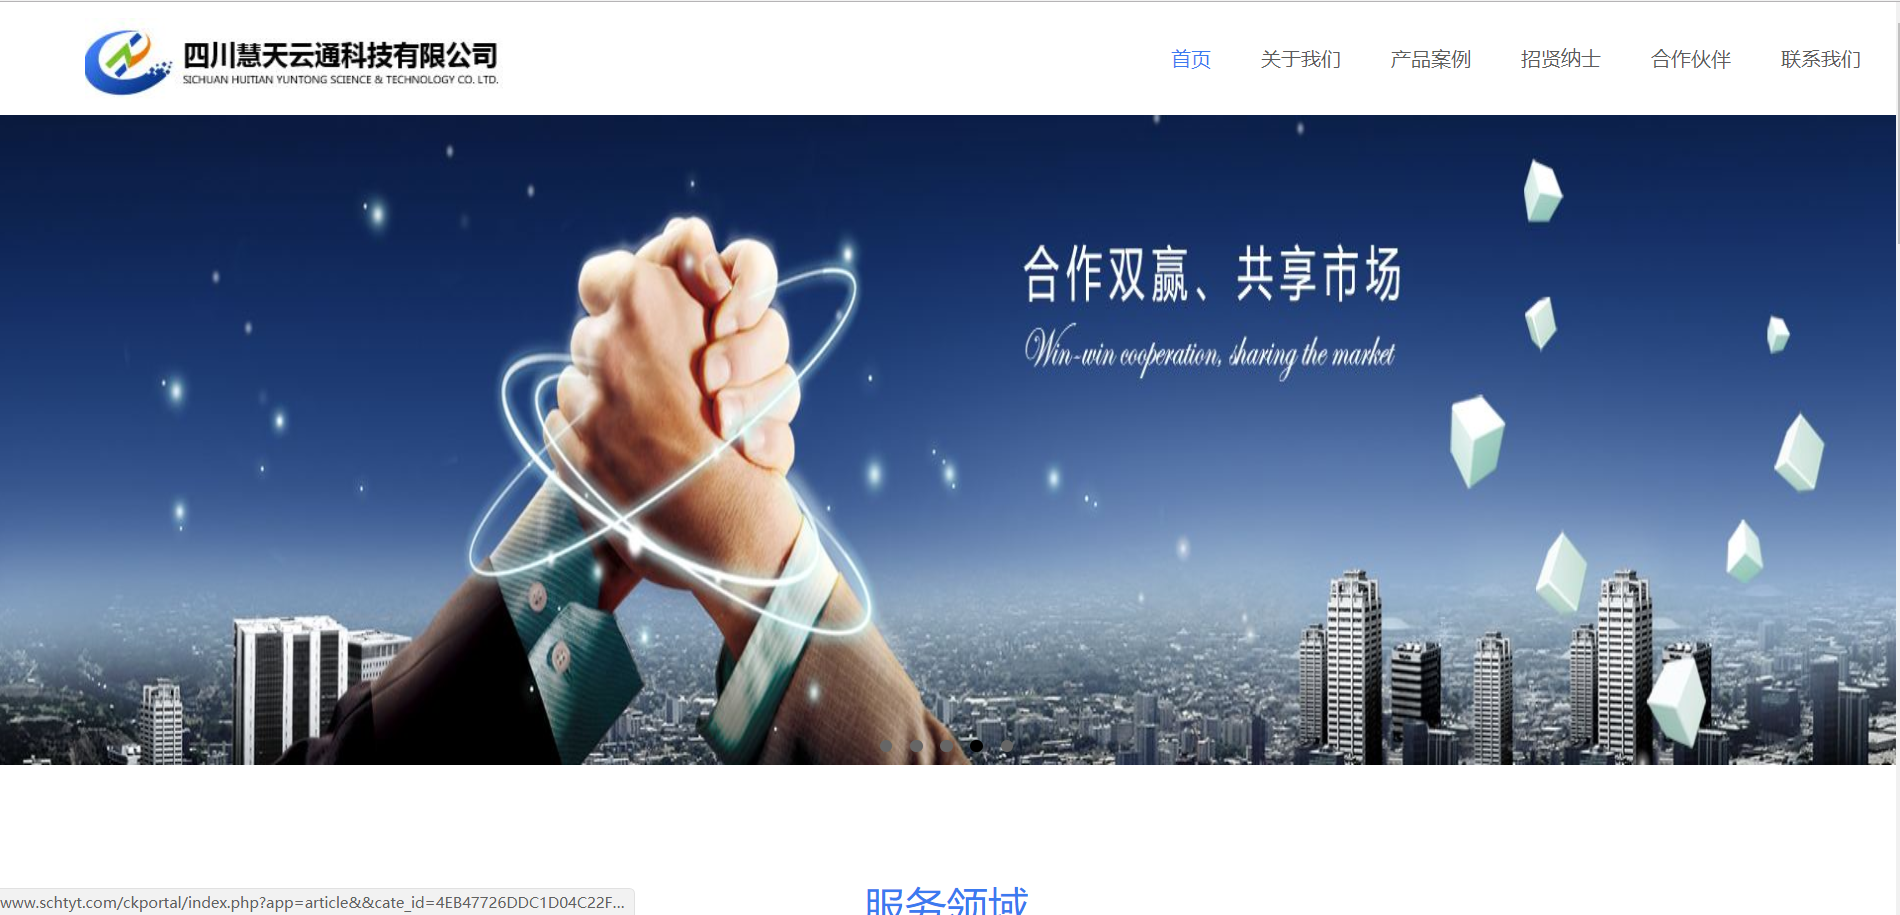 四川慧天云通科技有限公司
SICHUAN HUITIAN YUNTONG SCIENCE & TECHNOLOGY CO. LTD.
首页 关于我们 产品案例 招贤纳士 合作伙伴 联系我们
合作双赢、共享市场
Win-win cooperation, sharing the market
服务领域
www.schtyt.com/ckportal/index.php?app=article&&cate_id=4EB47726DDC1D04C22F...